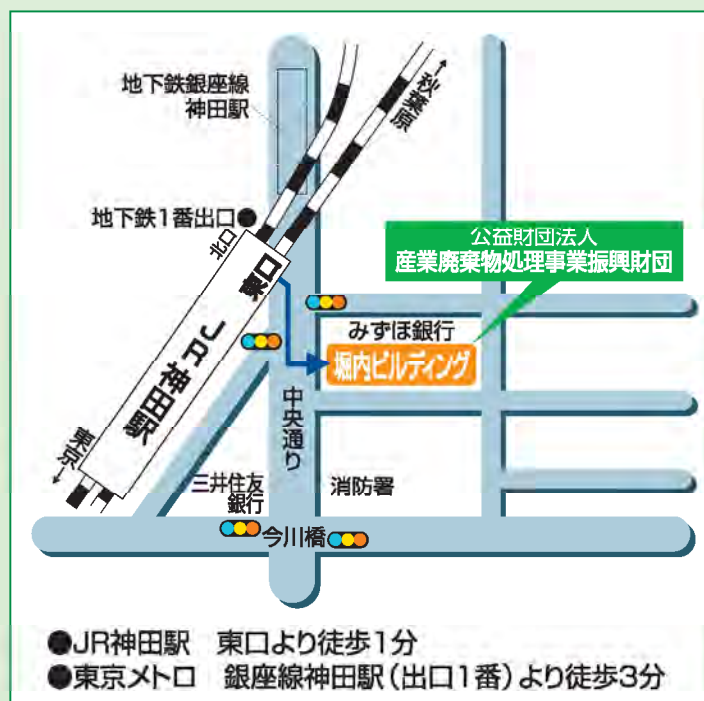 地下鉄銀座線
神田駅
↑秋葉原
地下鉄1番出口●
北口
東口
公益財団法人
産業廃棄物処理事業振興財団
みずほ銀行
堀内ビルディング
JR神田駅
中央通り
東京→
三井住友
銀行
消防署
今川橋
●JR神田駅 東口より徒歩1分
●東京メトロ 銀座線神田駅(出口1番)より徒歩3分